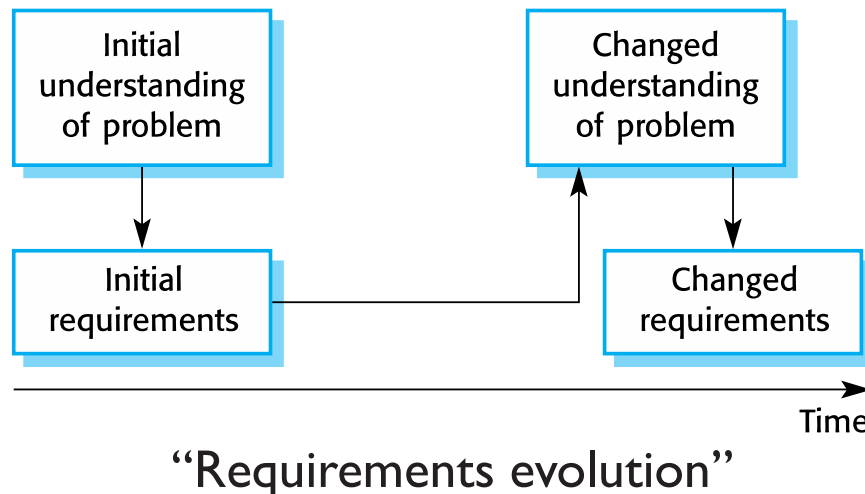 Initial
understanding
of problem
Changed
understanding
of problem
Initial
requirements
Changed
requirements
Time
“Requirements evolution”